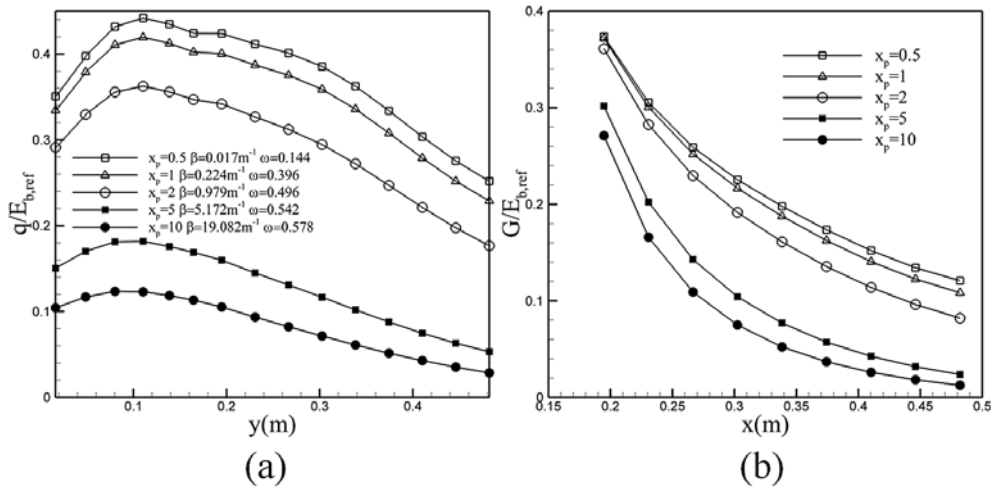 q/E_b,ref
0.4
0.3
0.2
0.1
0
x_p=0.5 β=0.017m⁻¹ ω=0.144
x_p=1 β=0.224m⁻¹ ω=0.396
x_p=2 β=0.979m⁻¹ ω=0.496
x_p=5 β=5.172m⁻¹ ω=0.542
x_p=10 β=19.082m⁻¹ ω=0.578
0.1 0.2 0.3 0.4
y(m)
(a)
G/E_b,ref
0.4
0.3
0.2
0.1
0
x_p=0.5
x_p=1
x_p=2
x_p=5
x_p=10
0.15 0.2 0.25 0.3 0.35 0.4 0.45 0.5
x(m)
(b)